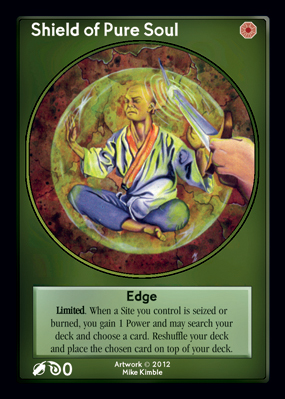 Shield of Pure Soul
Edge
Limited. When a Site you control is seized or
burned, you gain 1 Power and may search your
deck and choose a card. Reshuffle your deck
and place the chosen card on top of your deck.
0
Artwork © 2012
Mike Kimble